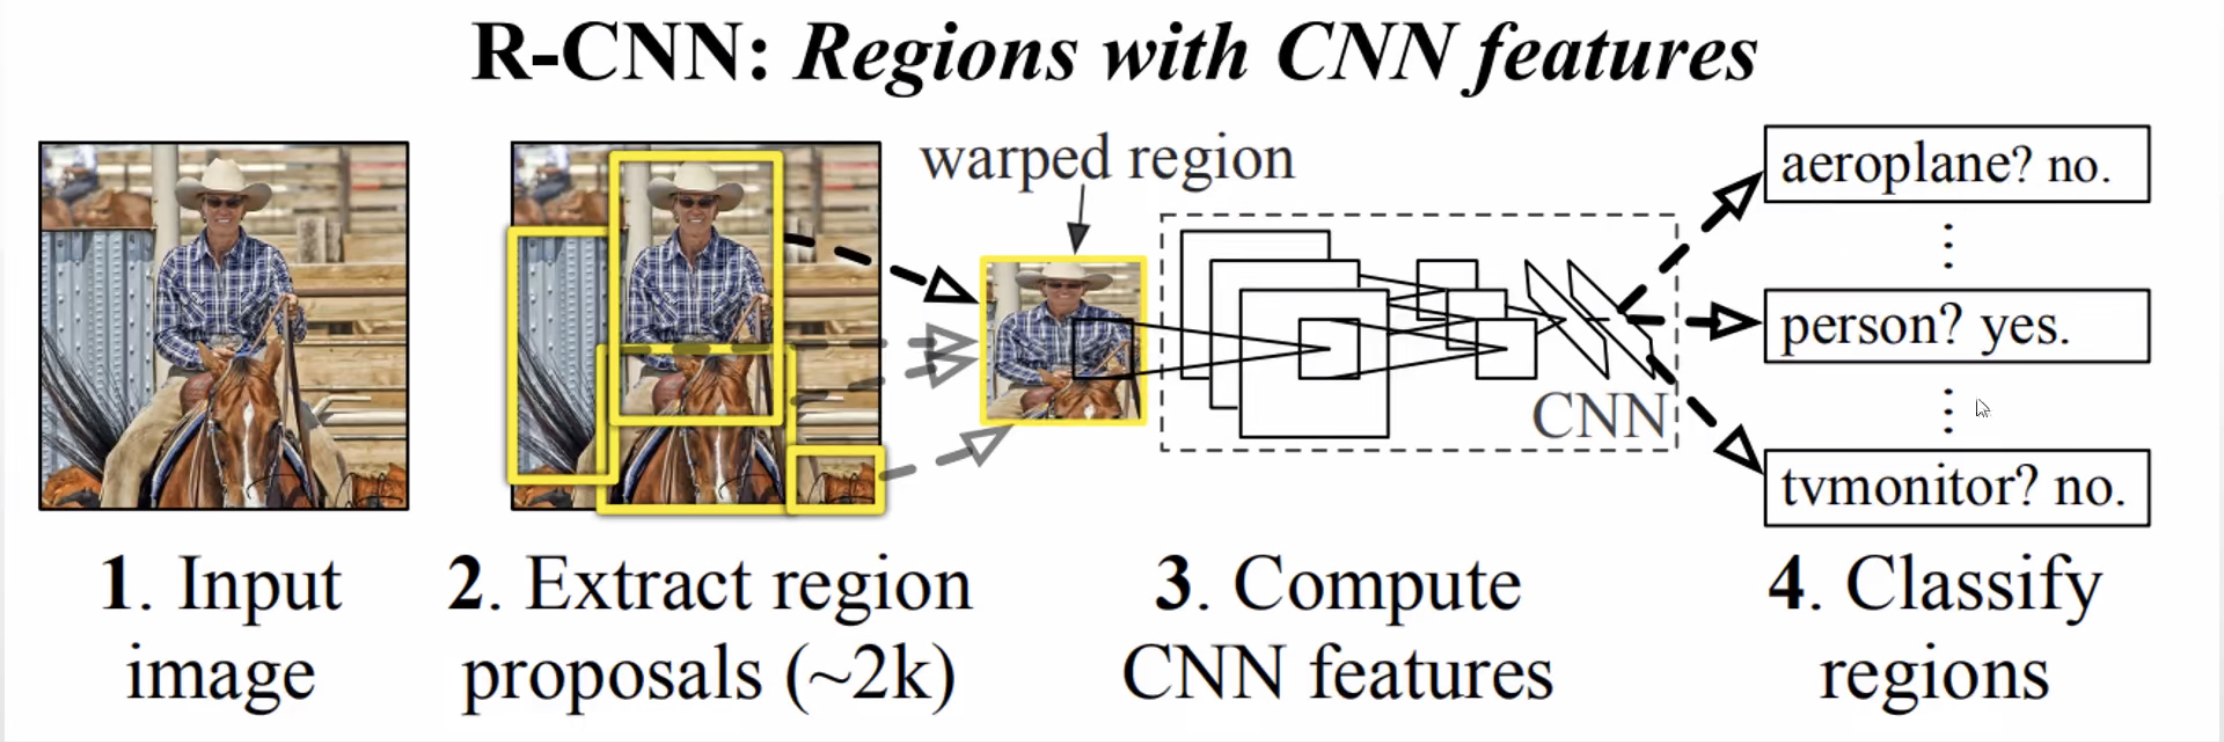 R-CNN: Regions with CNN features
warped region
aeroplane? no.
person? yes.
CNN
tvmonitor? no.
1. Input
image
2. Extract region
proposals (~2k)
3. Compute
CNN features
4. Classify
regions